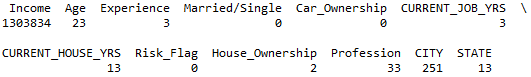 Income Age Experience Married/Single Car_Ownership CURRENT_JOB_YRS \
1303834 23 3 0 0 3
CURRENT_HOUSE_YRS Risk_Flag House_Ownership Profession CITY STATE
13 0 2 33 251 13